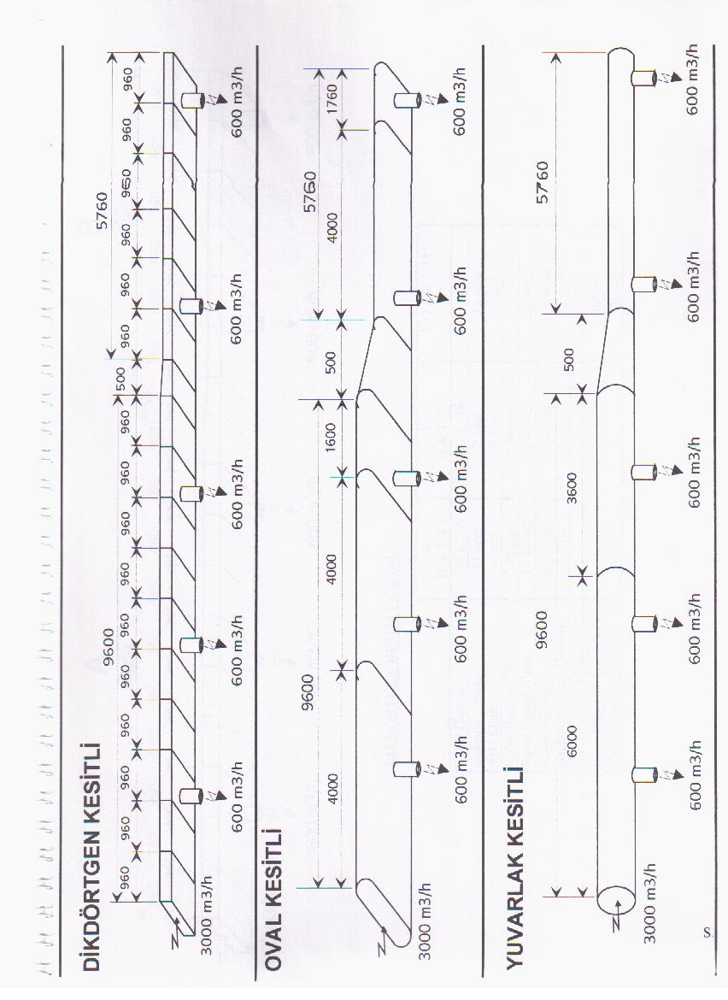 DİKDÖRTGEN KESİTLİ
9600 5760
960 960 960 960 960 960 960 960 960 960 500 960 960 960 960 960 960
3000 m3/h 600 m3/h 600 m3/h 600 m3/h 600 m3/h 600 m3/h
OVAL KESİTLİ
9600 5760
4000 4000 1600 500 4000 1760
3000 m3/h 600 m3/h 600 m3/h 600 m3/h 600 m3/h 600 m3/h
YUVARLAK KESİTLİ
9600 5760
6000 3600 500
3000 m3/h 600 m3/h 600 m3/h 600 m3/h 600 m3/h 600 m3/h
S.